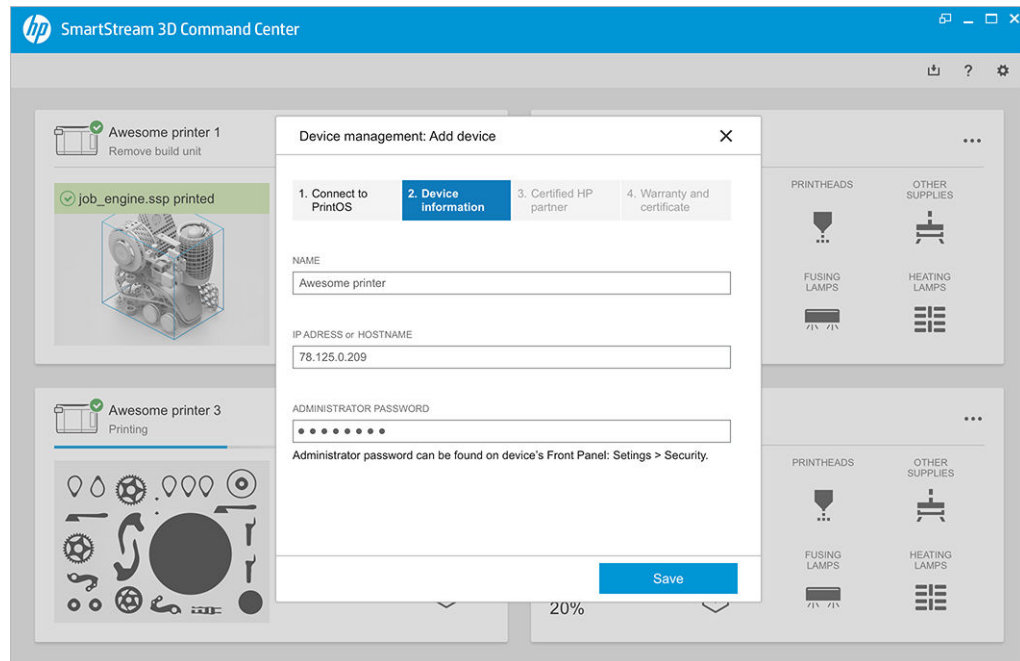 hp SmartStream 3D Command Center
?
Awesome printer 1
Remove build unit
job_engine.ssp printed
Device management: Add device
1. Connect to
PrintOS
2. Device
information
3. Certified HP
partner
4. Warranty and
certificate
NAME
Awesome printer
IP ADRESS or HOSTNAME
78.125.0.209
ADMINISTRATOR PASSWORD
Administrator password can be found on device's Front Panel: Setings > Security.
Save
PRINTHEADS
OTHER
SUPPLIES
FUSING
LAMPS
HEATING
LAMPS
Awesome printer 3
Printing
PRINTHEADS
OTHER
SUPPLIES
FUSING
LAMPS
HEATING
LAMPS
20%